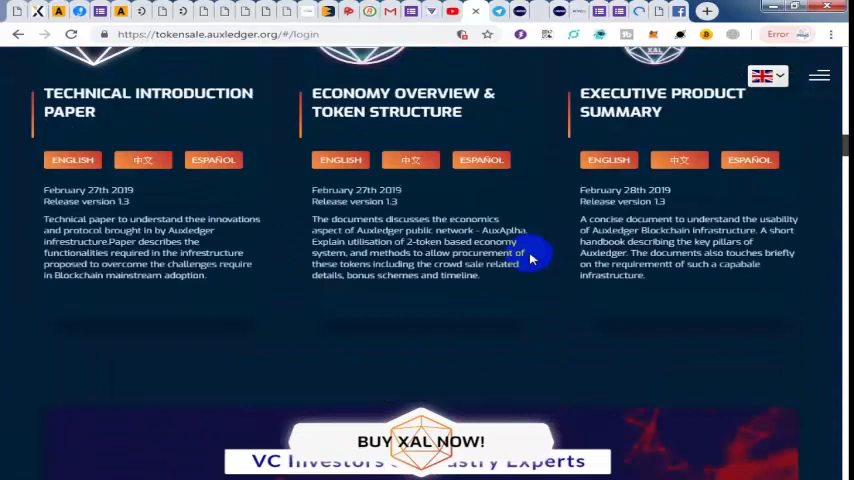 https://tokensale.auxledger.org/#/login
Error
XAL
TECHNICAL INTRODUCTION
PAPER
ENGLISH 中文 ESPAÑOL
February 27th 2019
Release version 1.3
Technical paper to understand thee innovations
and protocol brought in by Auxledger
infrestructure.Paper describes the
functionalities required in the infrestructure
proposed to overcome the challenges require
in Blockchain mainstream adoption.
ECONOMY OVERVIEW &
TOKEN STRUCTURE
ENGLISH 中文 ESPAÑOL
February 27th 2019
Release version 1.3
The documents discusses the economics
aspect of Auxledger public network - AuxAplha.
Explain utilisation of 2-token based economy
system, and methods to allow procurement of
these tokens including the crowd sale related
details, bonus schemes and timeline.
EXECUTIVE PRODUCT
SUMMARY
ENGLISH 中文 ESPAÑOL
February 28th 2019
Release version 1.3
A concise document to understand the usability
of Auxledger Blockchain infrastructure. A short
handbook describing the key pillars of
Auxledger. The documents also touches briefly
on the requirementt of such a capabale
infrastructure.
BUY XAL NOW!
VC Investors Industry Experts